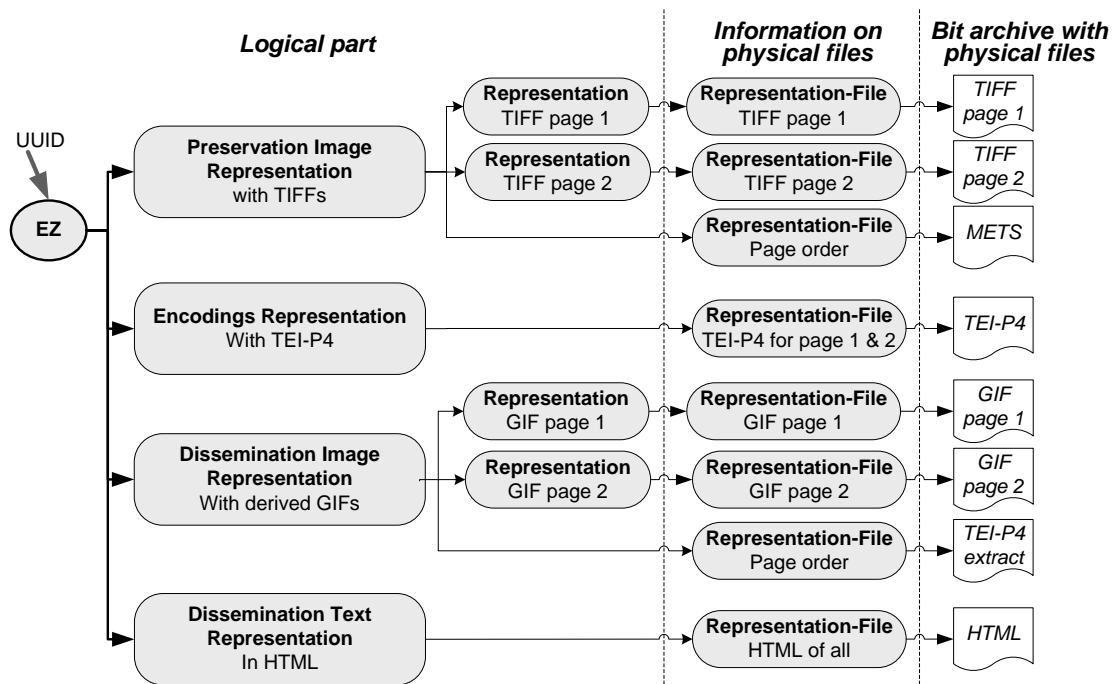 Logical part
Information on
physical files
Bit archive with
physical files
UUID
EZ
Preservation Image
Representation
with TIFFs
Representation
TIFF page 1
Representation-File
TIFF page 1
TIFF
page 1
Representation
TIFF page 2
Representation-File
TIFF page 2
TIFF
page 2
Representation-File
Page order
METS
Encodings Representation
With TEI-P4
Representation-File
TEI-P4 for page 1 & 2
TEI-P4
Dissemination Image
Representation
With derived GIFs
Representation
GIF page 1
Representation-File
GIF page 1
GIF
page 1
Representation
GIF page 2
Representation-File
GIF page 2
GIF
page 2
Representation-File
Page order
TEI-P4
extract
Dissemination Text
Representation
In HTML
Representation-File
HTML of all
HTML